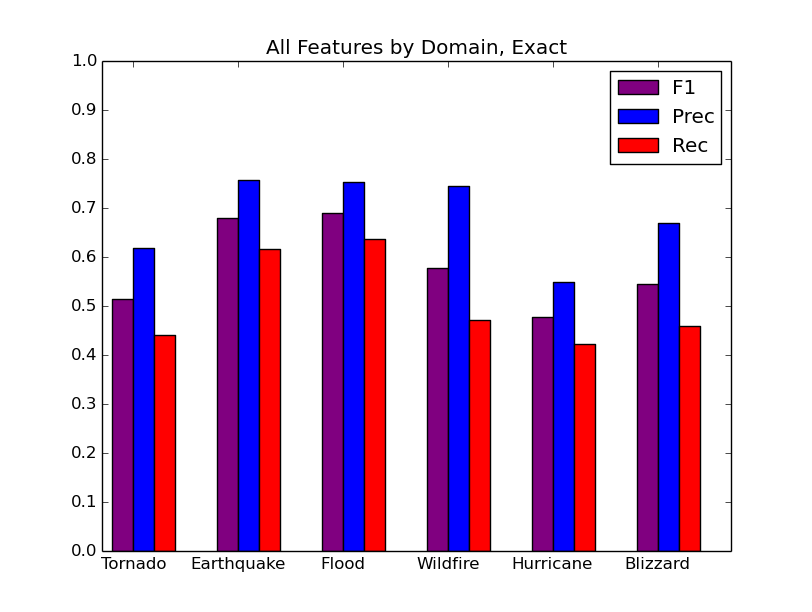 All Features by Domain, Exact
1.0
0.9
0.8
0.7
0.6
0.5
0.4
0.3
0.2
0.1
0.0
F1
Prec
Rec
Tornado Earthquake Flood Wildfire Hurricane Blizzard